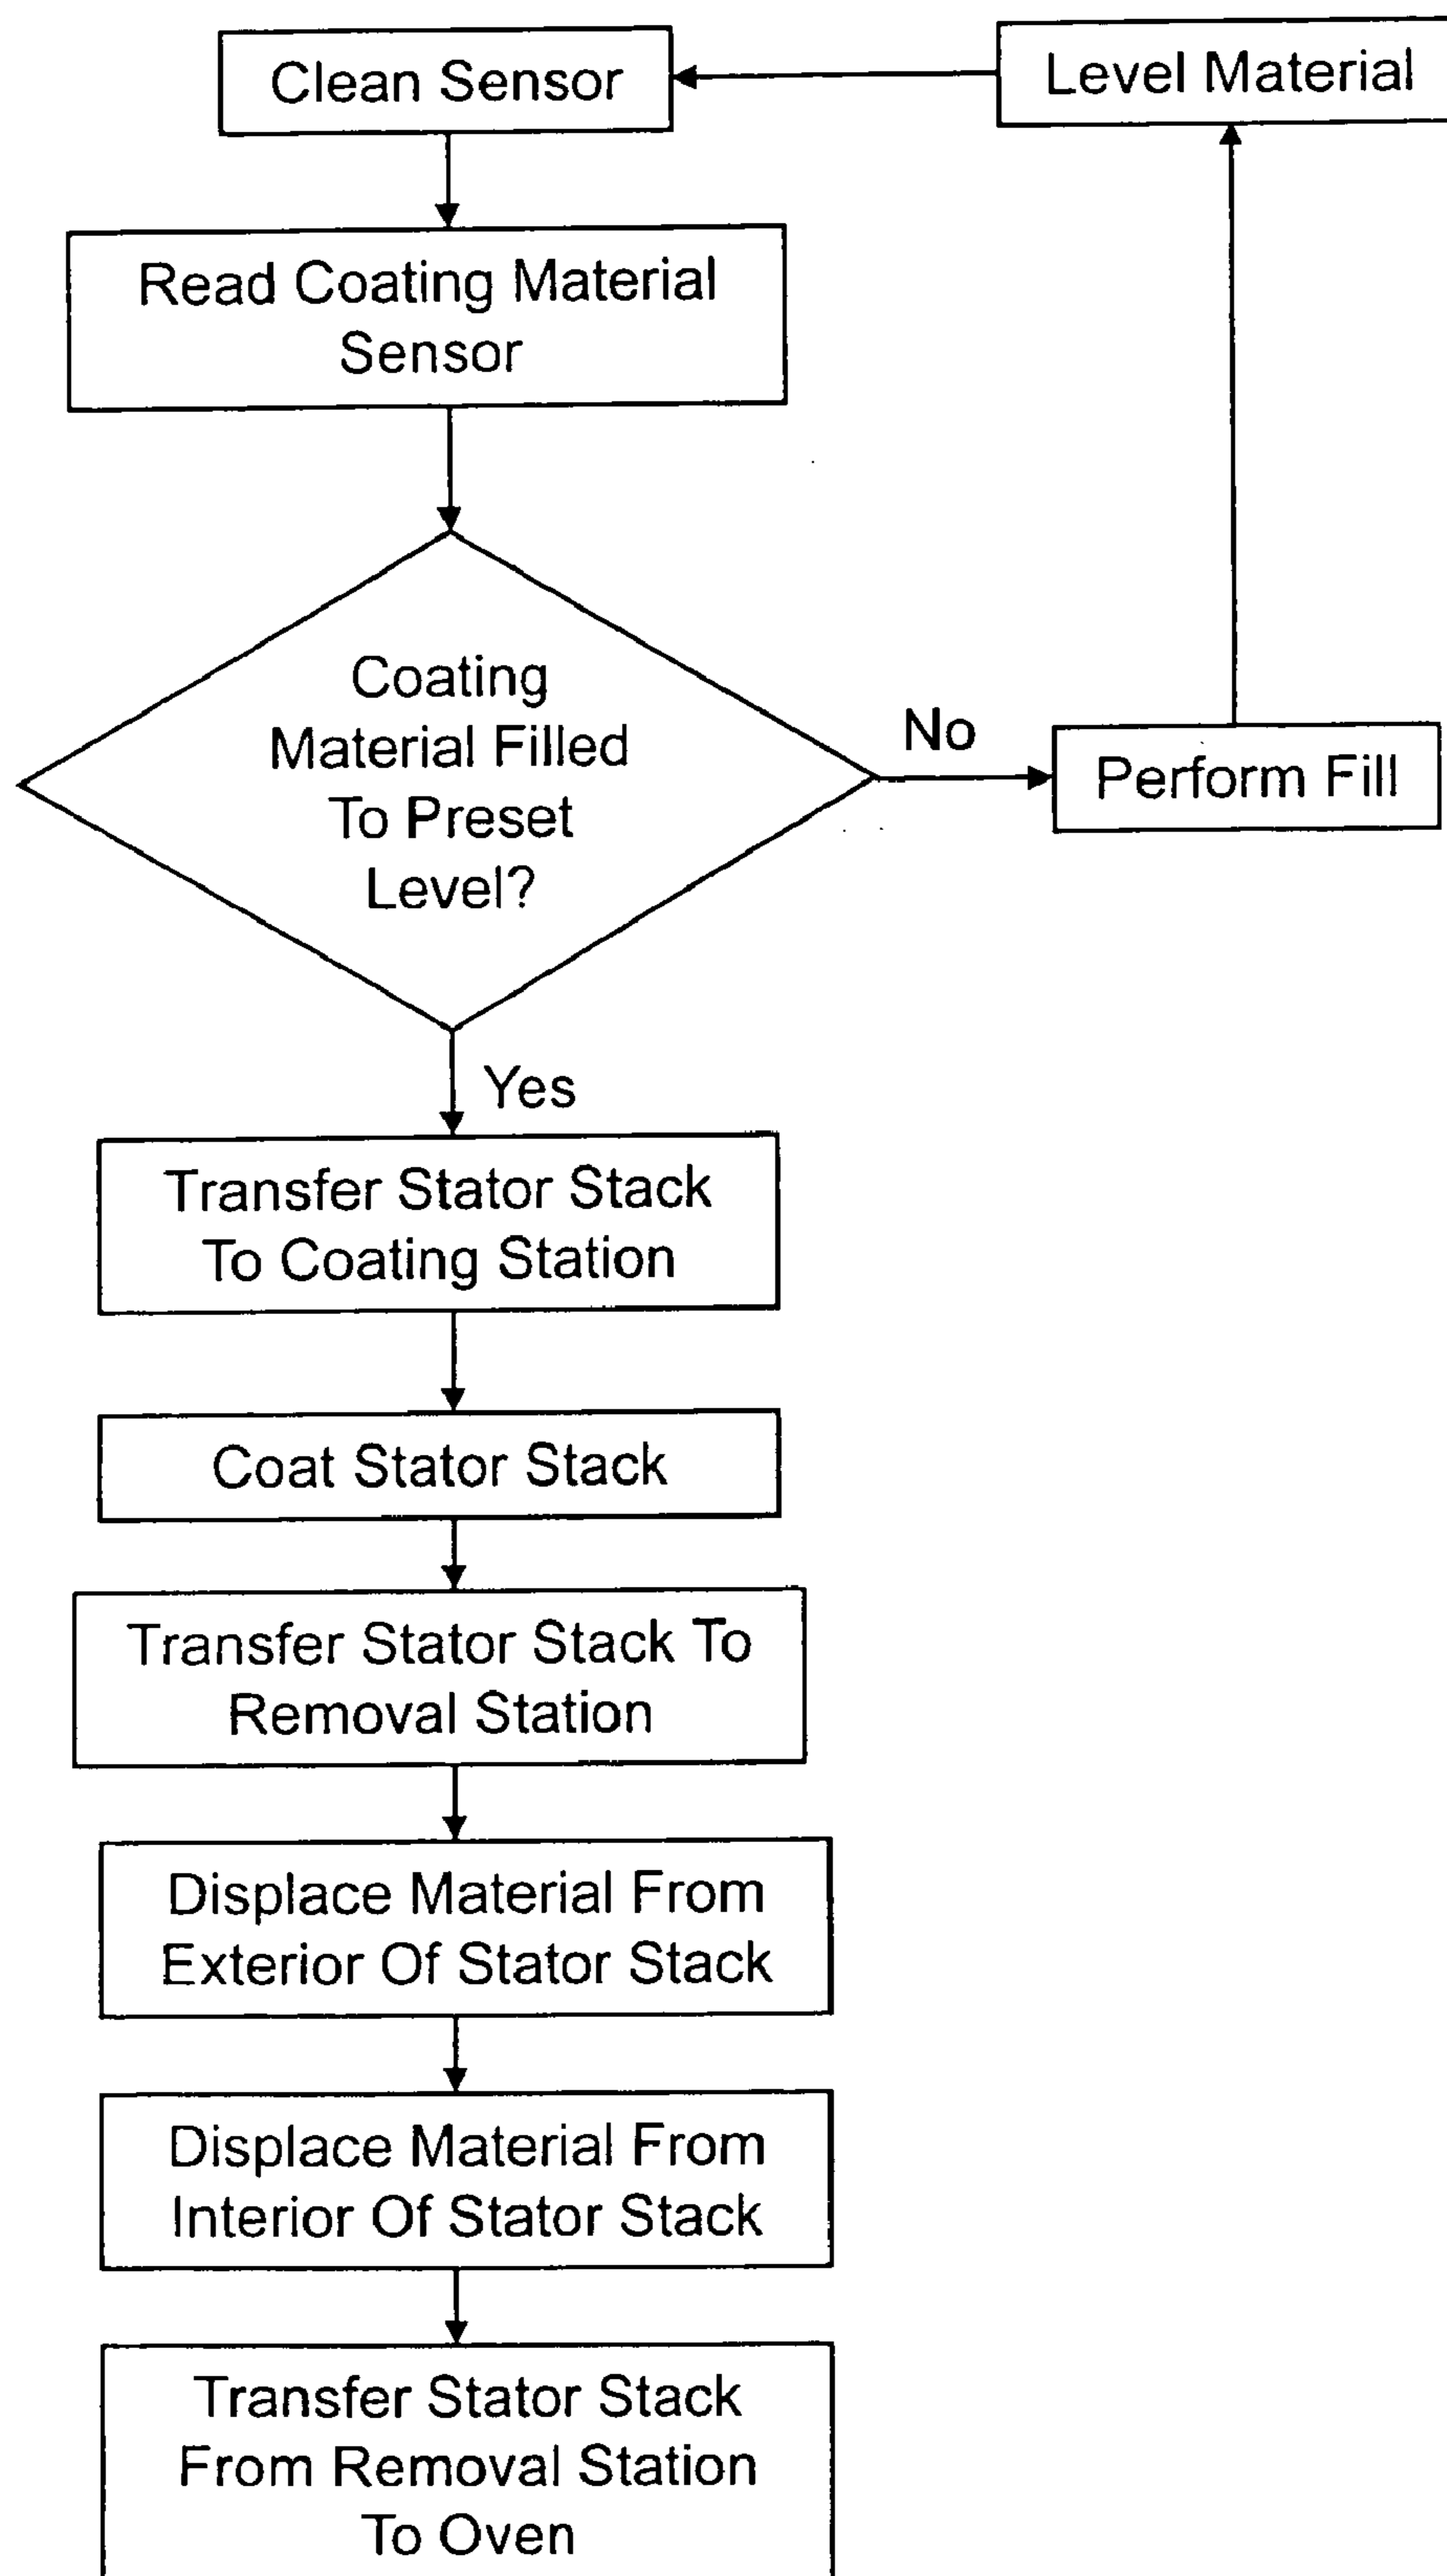 Clean Sensor
Level Material
Read Coating Material
Sensor
Coating
Material Filled
To Preset
Level?
No
Perform Fill
Yes
Transfer Stator Stack
To Coating Station
Coat Stator Stack
Transfer Stator Stack To
Removal Station
Displace Material From
Exterior Of Stator Stack
Displace Material From
Interior Of Stator Stack
Transfer Stator Stack
From Removal Station
To Oven